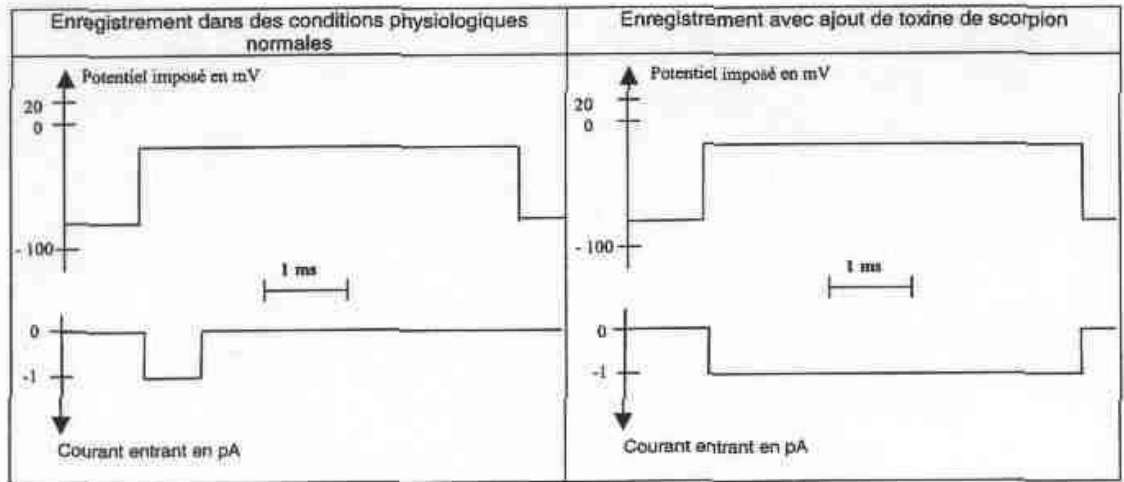 Enregistrement dans des conditions physiologiques
normales
Potentiel imposé en mV
20
0
- 100
1 ms
0
-1
Courant entrant en pA
Enregistrement avec ajout de toxine de scorpion
Potentiel imposé en mV
20
0
- 100
1 ms
0
-1
Courant entrant en pA